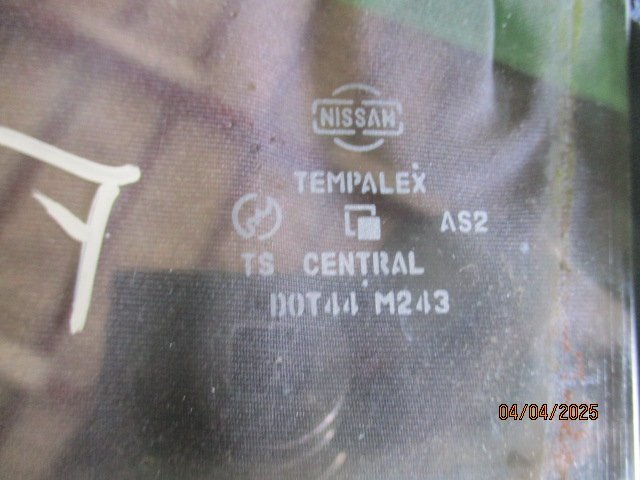 NISSAN
TEMPALEX
AS2
TS CENTRAL
DOT44 M243
04/04/2025